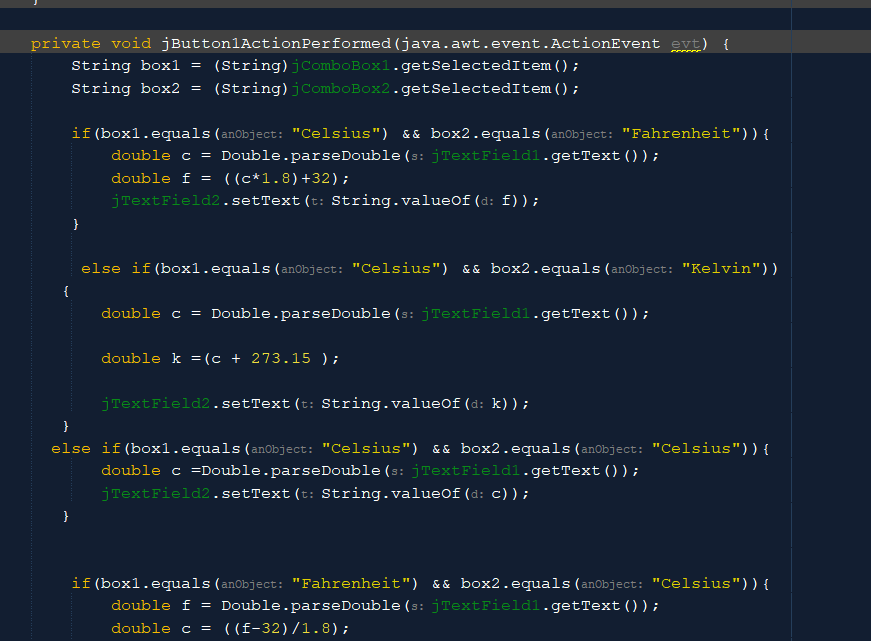 }
private void jButton1ActionPerformed(java.awt.event.ActionEvent evt) {
String box1 = (String)jComboBox1.getSelectedItem();
String box2 = (String)jComboBox2.getSelectedItem();
if(box1.equals(anObject: "Celsius") && box2.equals(anObject: "Fahrenheit")){
double c = Double.parseDouble(s: jTextField1.getText());
double f = ((c*1.8)+32);
jTextField2.setText(t: String.valueOf(d: f));
}
else if(box1.equals(anObject: "Celsius") && box2.equals(anObject: "Kelvin"))
{
double c = Double.parseDouble(s: jTextField1.getText());
double k =(c + 273.15 );
jTextField2.setText(t: String.valueOf(d: k));
}
else if(box1.equals(anObject: "Celsius") && box2.equals(anObject: "Celsius")){
double c =Double.parseDouble(s: jTextField1.getText());
jTextField2.setText(t: String.valueOf(d: c));
}
if(box1.equals(anObject: "Fahrenheit") && box2.equals(anObject: "Celsius")){
double f = Double.parseDouble(s: jTextField1.getText());
double c = ((f-32)/1.8);